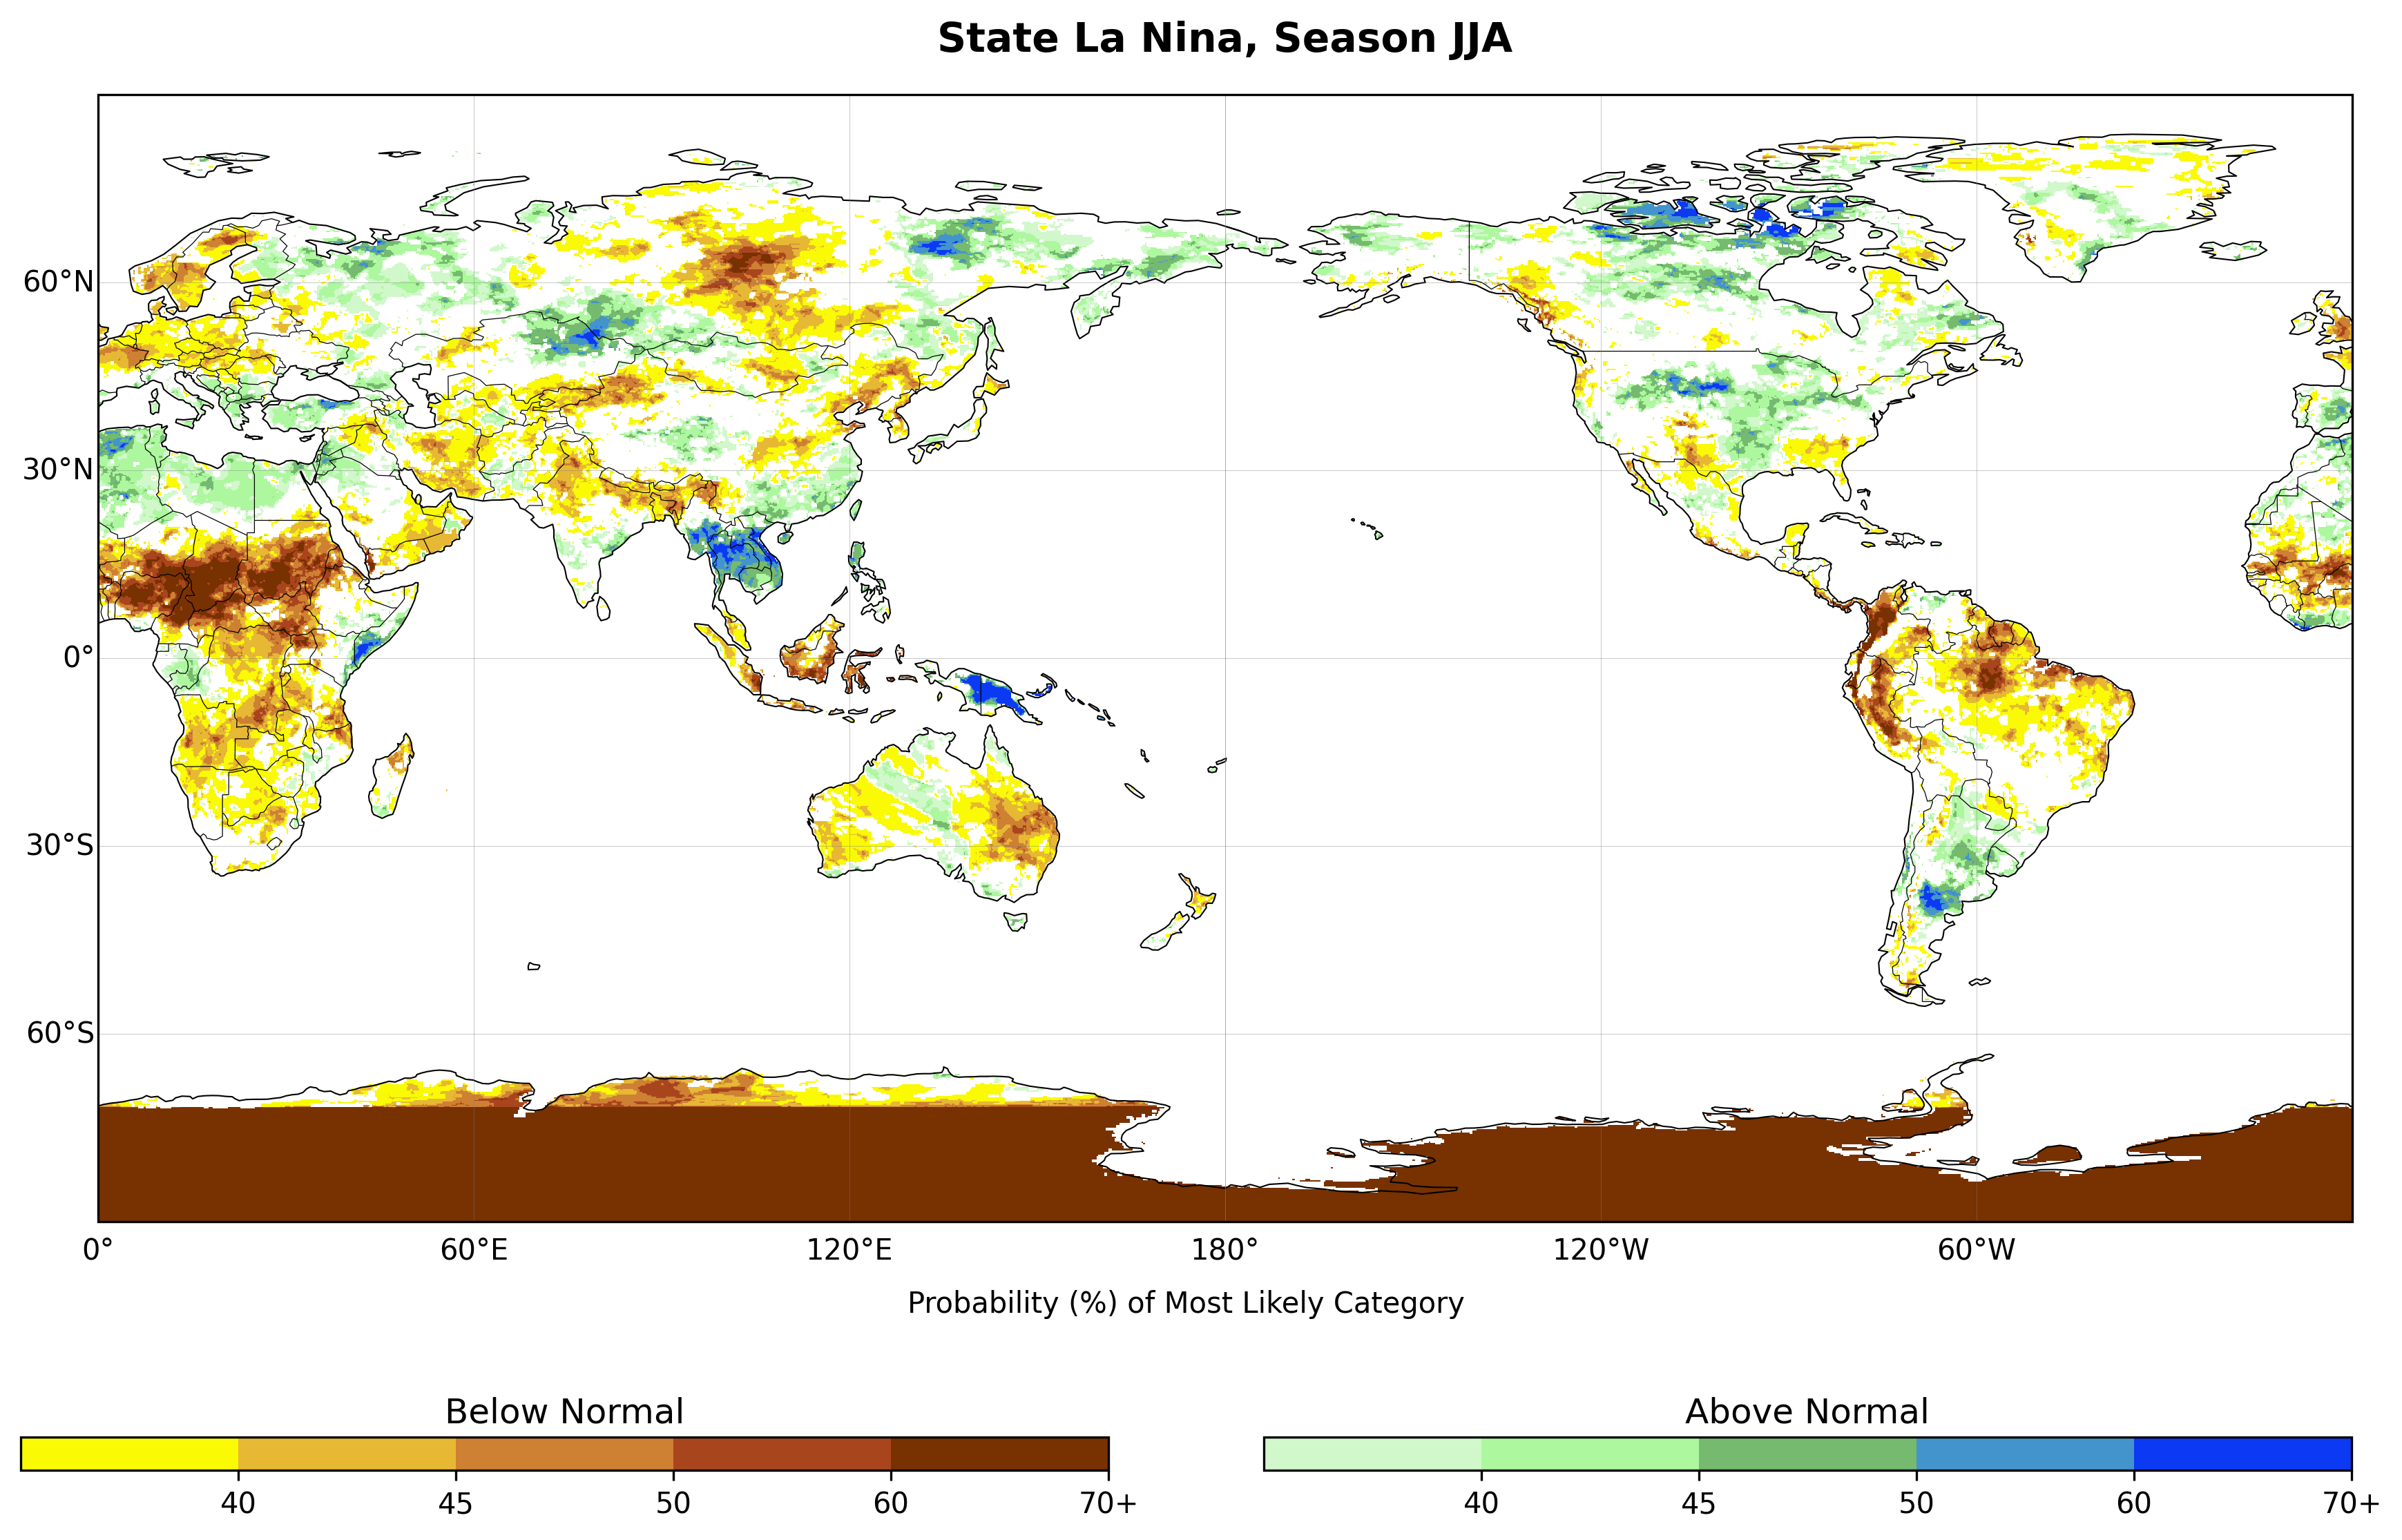 State La Nina, Season JJA
60°N
30°N
0°
30°S
60°S
0° 60°E 120°E 180° 120°W 60°W
Probability (%) of Most Likely Category
Below Normal Above Normal
40 45 50 60 70+ 40 45 50 60 70+